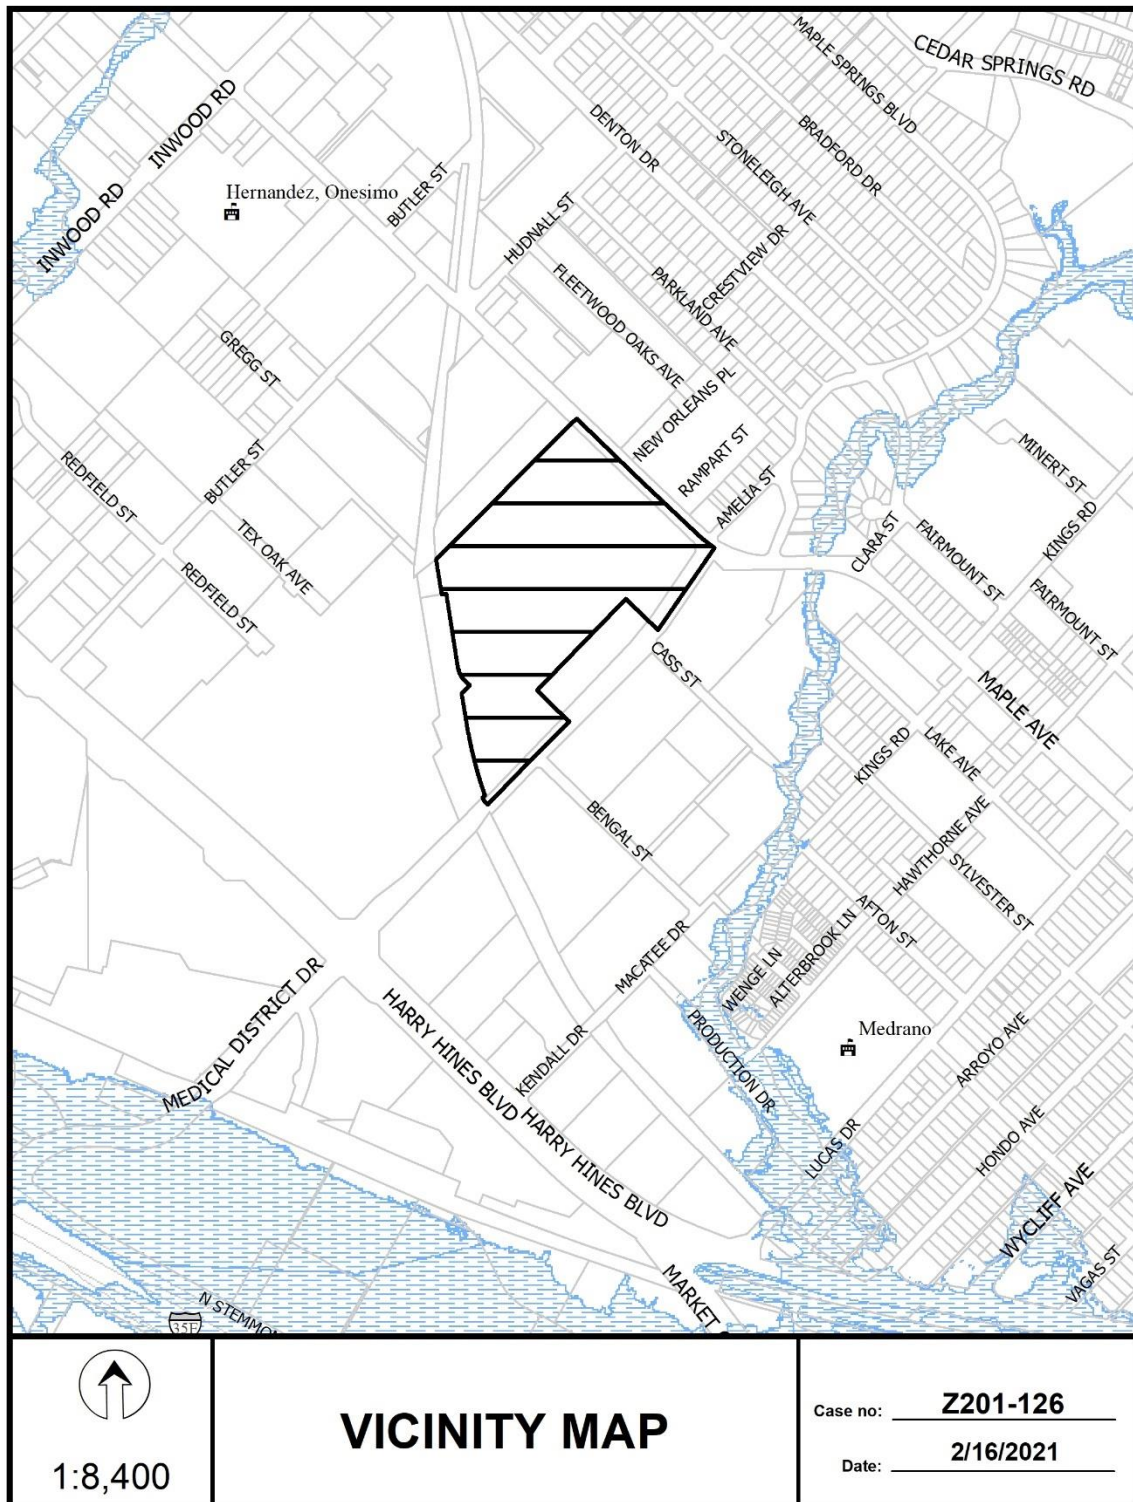 CEDAR SPRINGS RD
MAPLE SPRINGS BLVD
BRADFORD DR
STONELEIGH AVE
DENTON DR
INWOOD RD
INWOOD RD
Hernandez, Onesimo
BUTLER ST
HUDNALL ST
CRESTVIEW DR
PARKLAND AVE
FLEETWOOD OAKS AVE
GREGG ST
NEW ORLEANS PL
RAMPART ST
AMELIA ST
MINERT ST
KINGS RD
CLARA ST
FAIRMOUNT ST
FAIRMOUNT ST
REDFIELD ST
BUTLER ST
TEX OAK AVE
REDFIELD ST
CASS ST
MAPLE AVE
KINGS RD
LAKE AVE
HAWTHORNE AVE
SYLVESTER ST
BENGAL ST
AFTON ST
ALTERBROOK LN
WENGE LN
MACATEE DR
MEDICAL DISTRICT DR
HARRY HINES BLVD
KENDALL DR
PRODUCTION DR
Medrano
ARROYO AVE
HARRY HINES BLVD
LUCAS DR
HONDO AVE
WYCLIFF AVE
VAGAS ST
MARKET
N STEMMON
35E
1:8,400
VICINITY MAP
Case no: Z201-126
Date: 2/16/2021